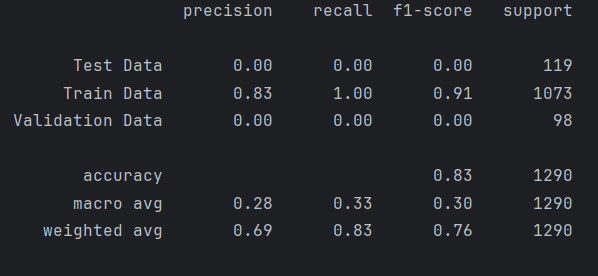 precision recall f1-score support
Test Data 0.00 0.00 0.00 119
Train Data 0.83 1.00 0.91 1073
Validation Data 0.00 0.00 0.00 98
accuracy 0.83 1290
macro avg 0.28 0.33 0.30 1290
weighted avg 0.69 0.83 0.76 1290